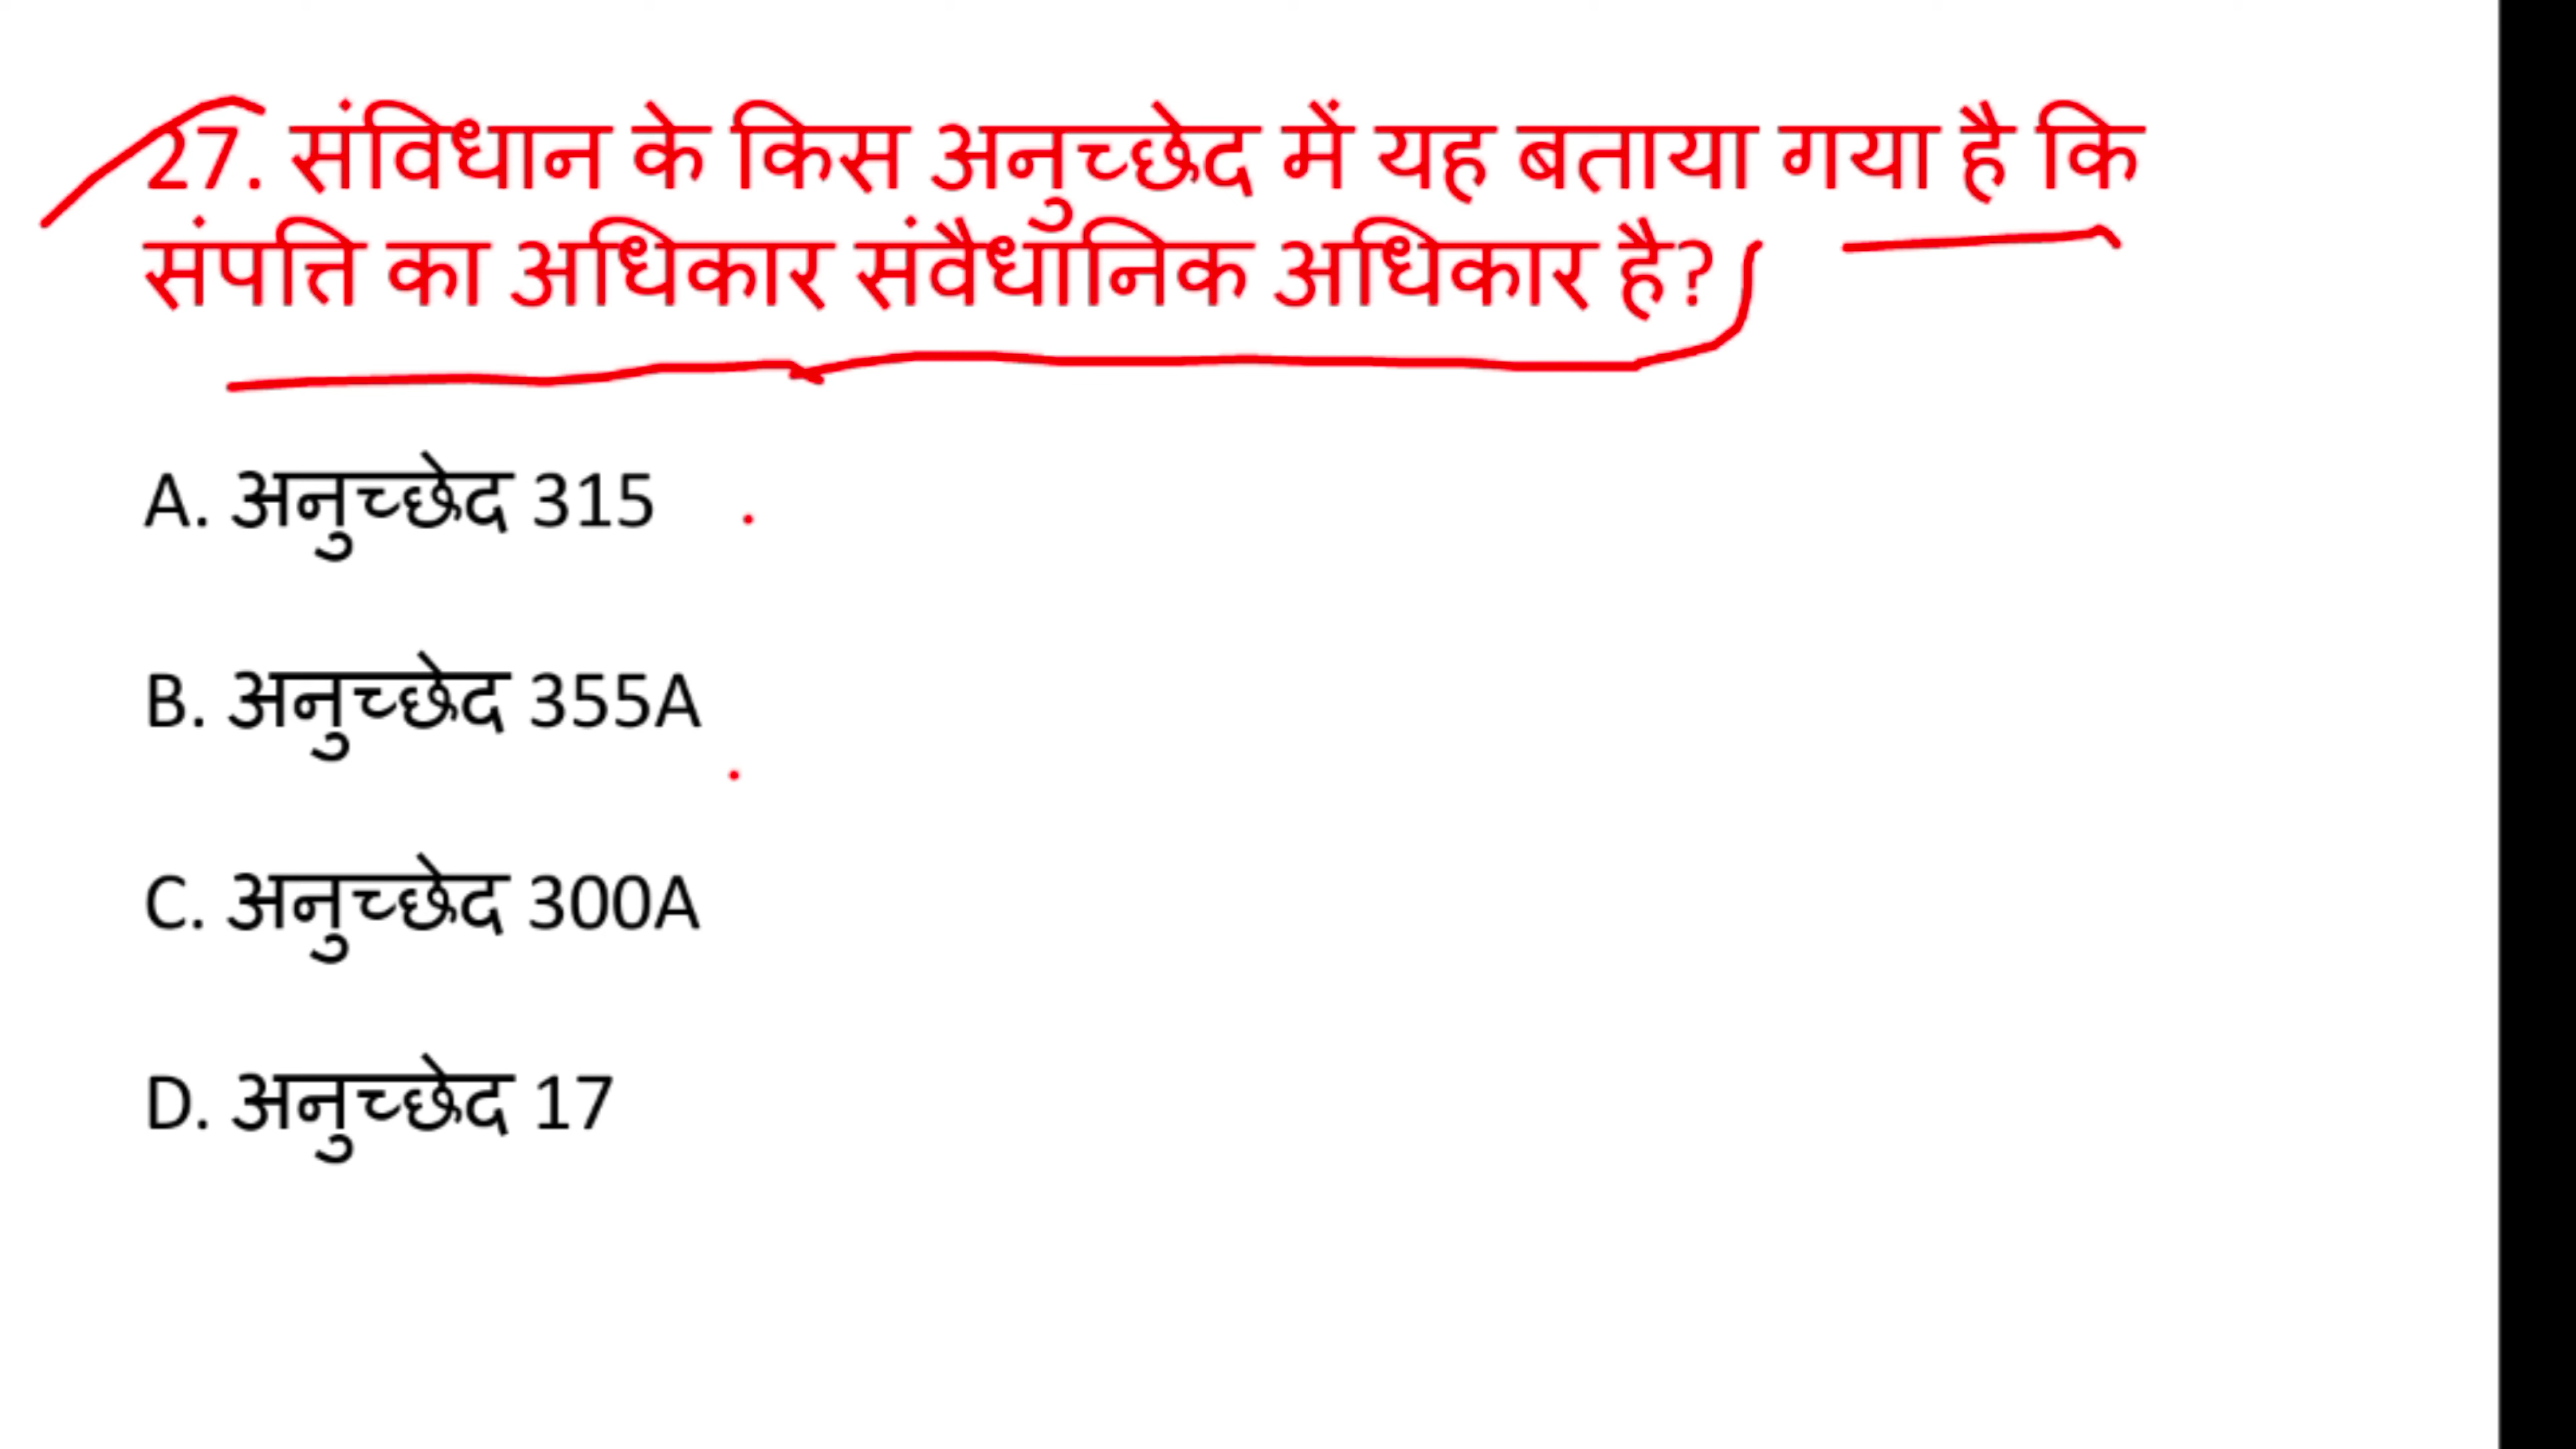 27. संविधान के किस अनुच्छेद में यह बताया गया है कि
संपत्ति का अधिकार संवैधानिक अधिकार है?
A. अनुच्छेद 315
B. अनुच्छेद 355A
C. अनुच्छेद 300A
D. अनुच्छेद 17